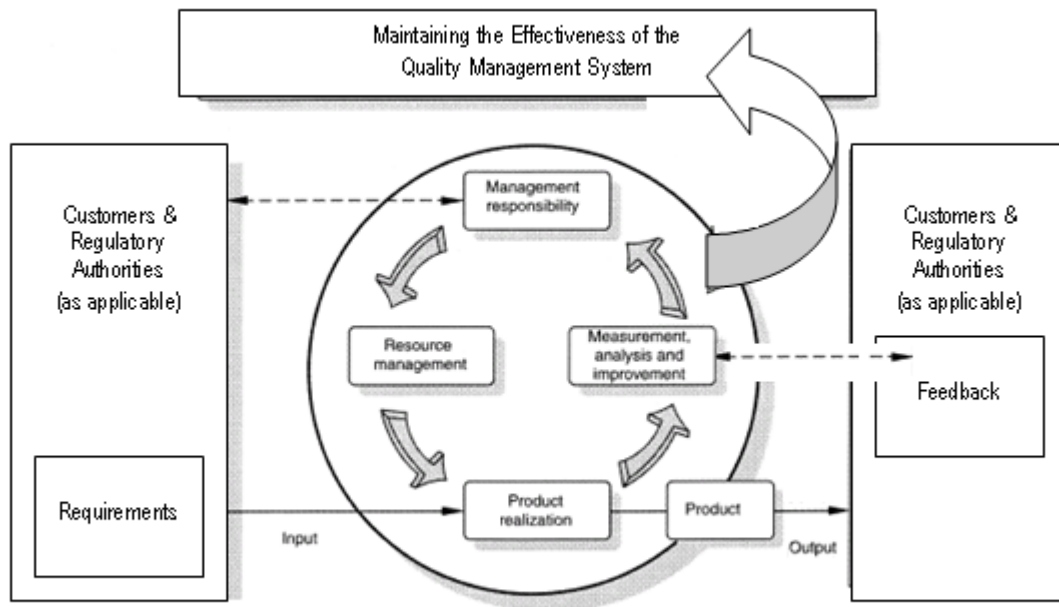 Maintaining the Effectiveness of the
Quality Management System
Customers &
Regulatory
Authorities
(as applicable)
Requirements
Input
Management
responsibility
Resource
management
Measurement,
analysis and
improvement
Product
realization
Product
Output
Customers &
Regulatory
Authorities
(as applicable)
Feedback